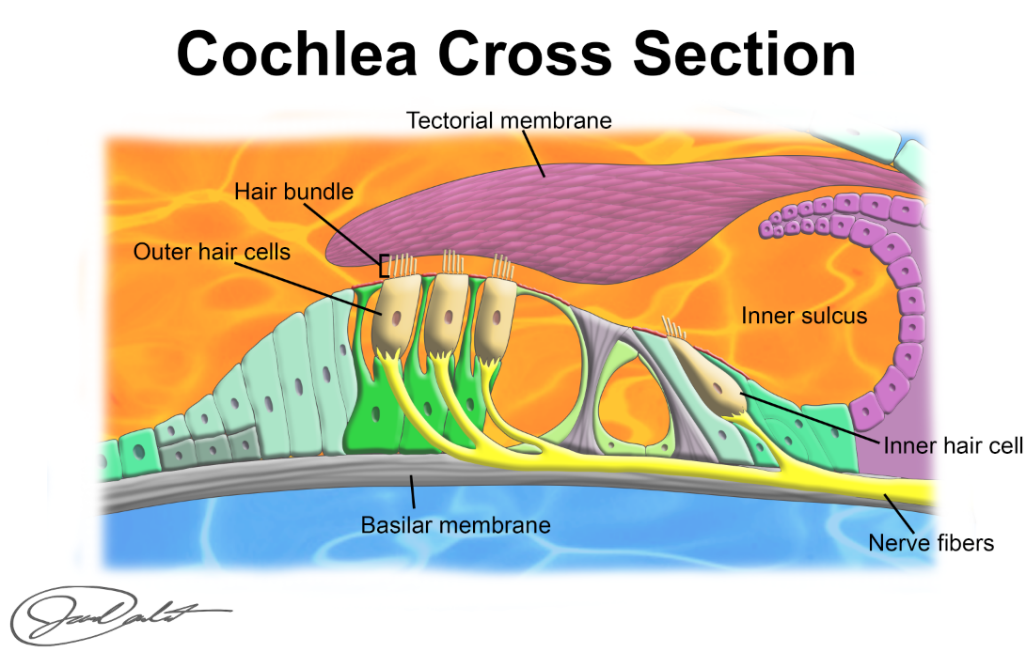 Cochlea Cross Section
Tectorial membrane
Hair bundle
Outer hair cells
Inner sulcus
Inner hair cell
Basilar membrane
Nerve fibers